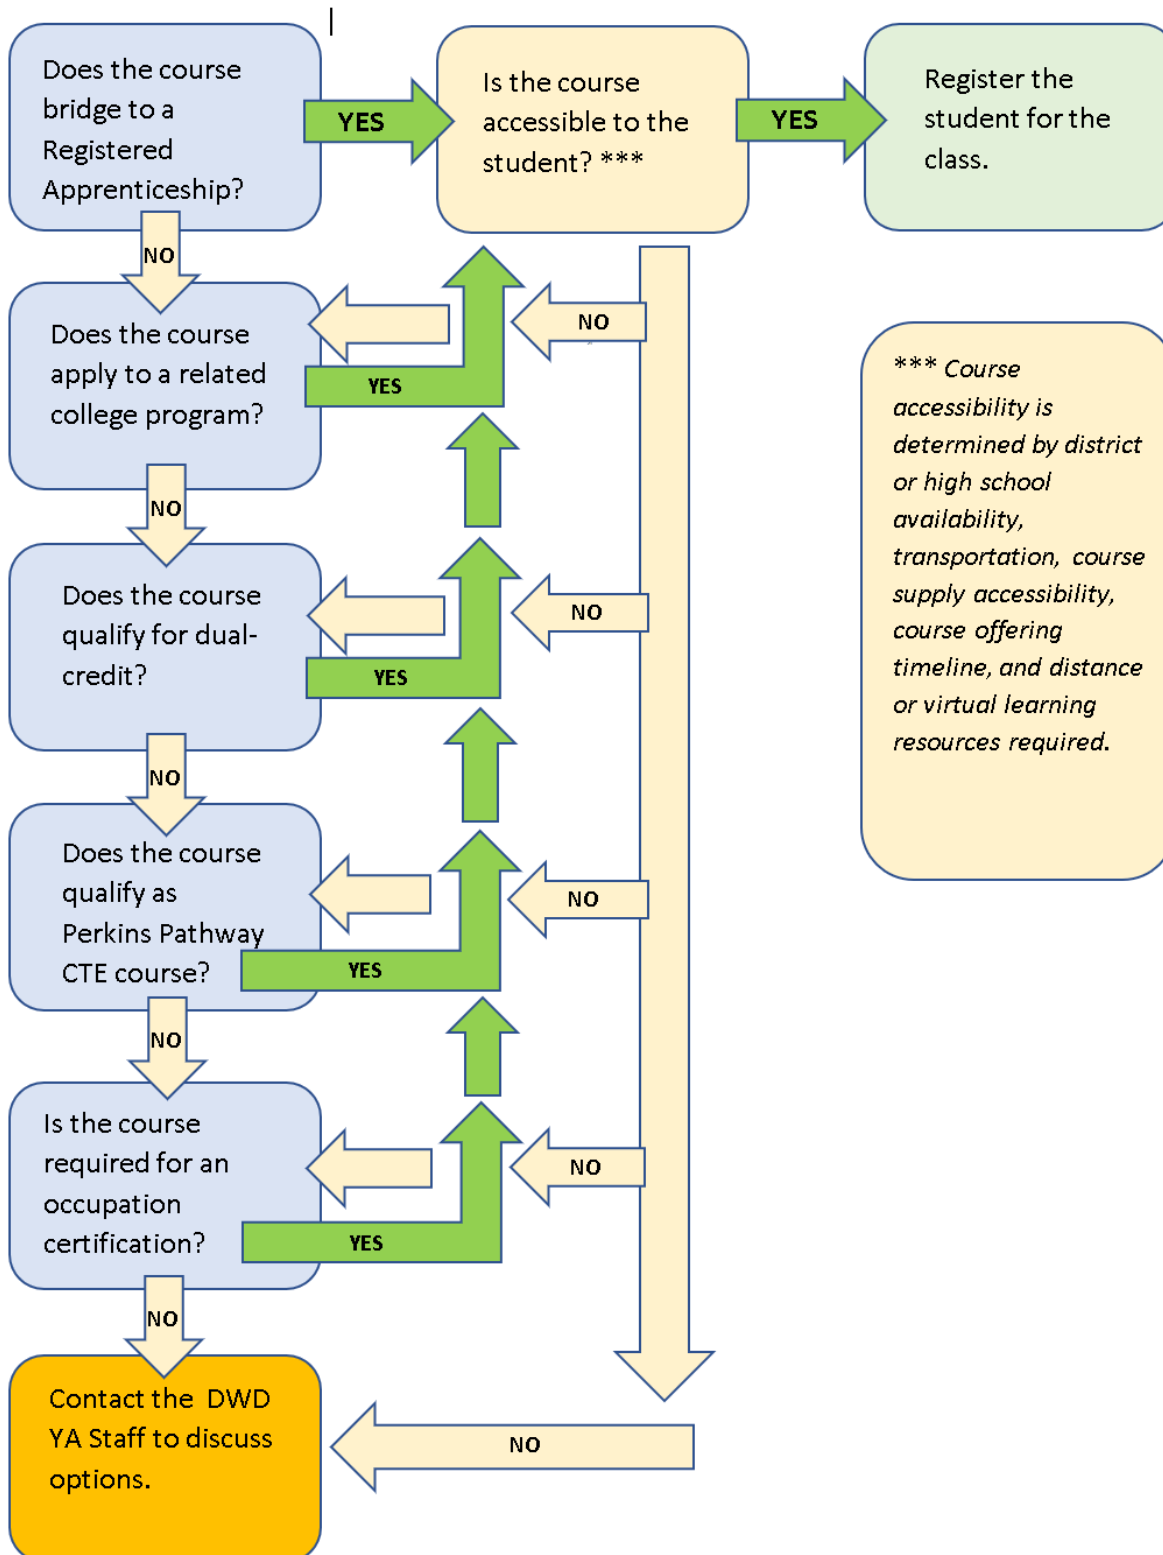 Does the course
bridge to a
Registered
Apprenticeship?
YES
Is the course
accessible to the
student? ***
YES
Register the
student for the
class.
NO
Does the course
apply to a related
college program?
YES
NO
*** Course
accessibility is
determined by district
or high school
availability,
transportation, course
supply accessibility,
course offering
timeline, and distance
or virtual learning
resources required.
NO
Does the course
qualify for dual-
credit?
YES
NO
NO
Does the course
qualify as
Perkins Pathway
CTE course?
YES
NO
NO
Is the course
required for an
occupation
certification?
YES
NO
NO
Contact the DWD
YA Staff to discuss
options.
NO